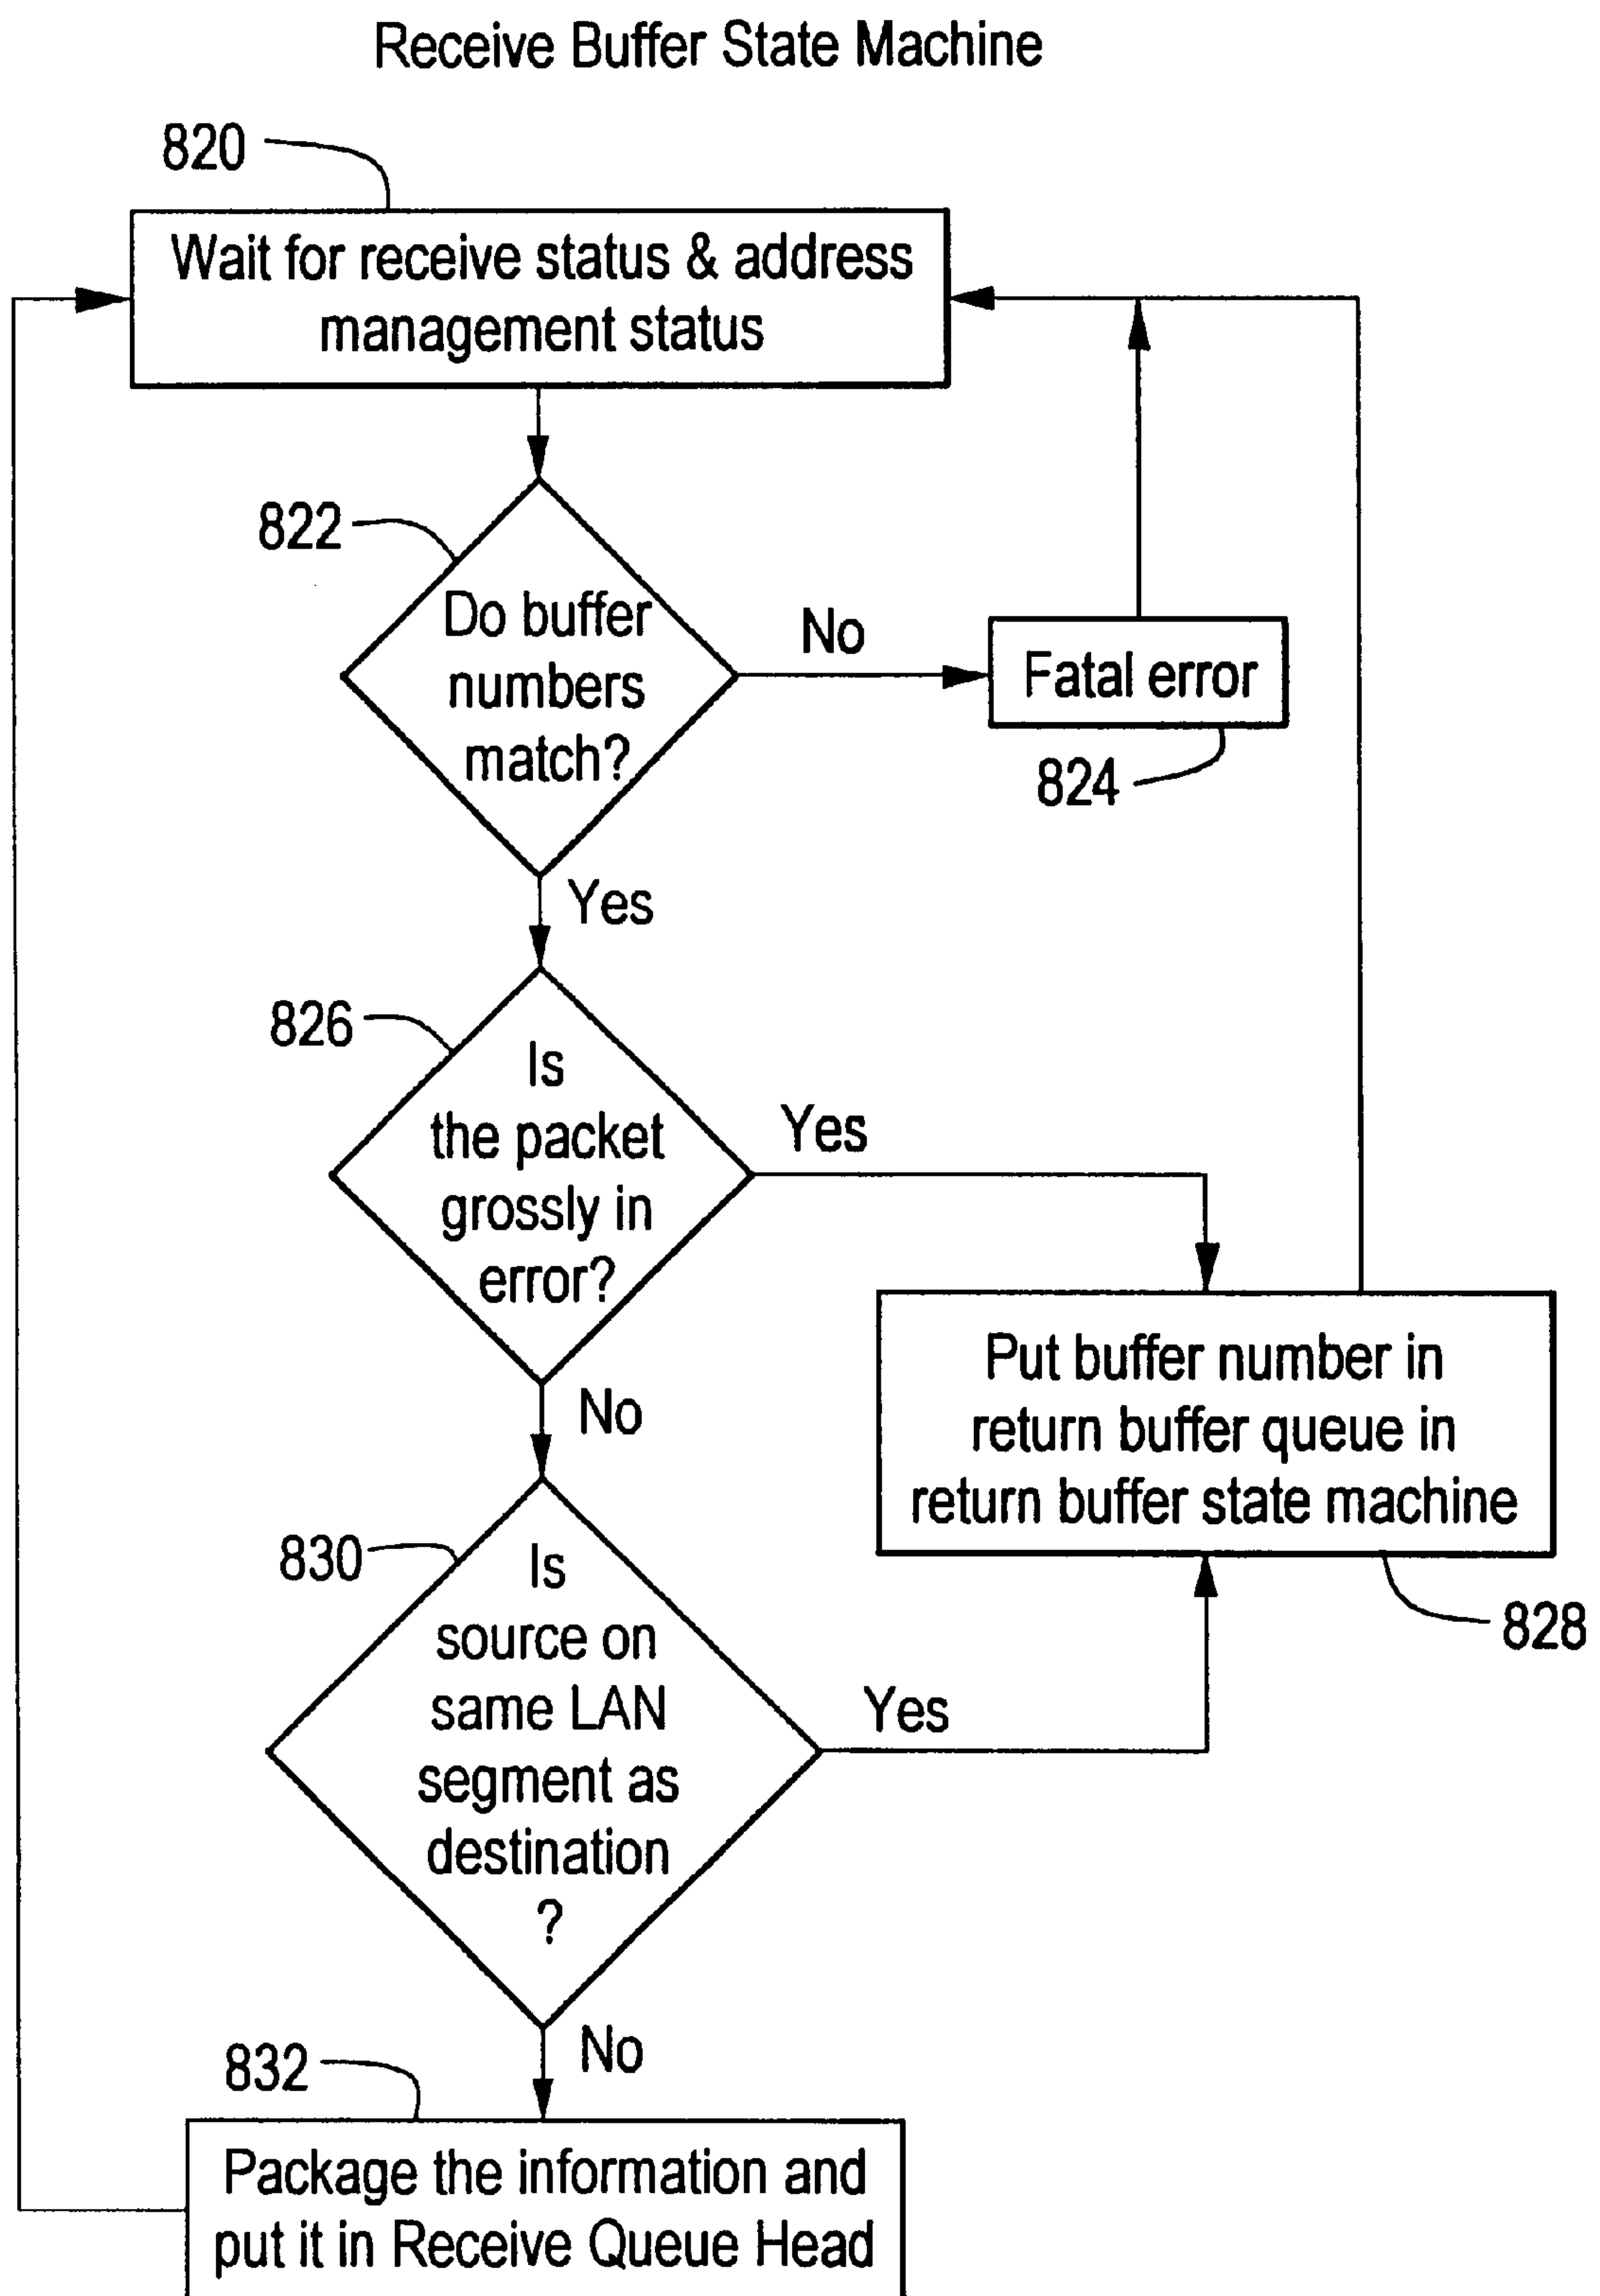 Receive Buffer State Machine
820
Wait for receive status & address
management status
822
Do buffer
numbers
match?
No
Fatal error
824
Yes
826
Is
the packet
grossly in
error?
Yes
No
Put buffer number in
return buffer queue in
return buffer state machine
828
830
Is
source on
same LAN
segment as
destination
?
Yes
No
832
Package the information and
put it in Receive Queue Head